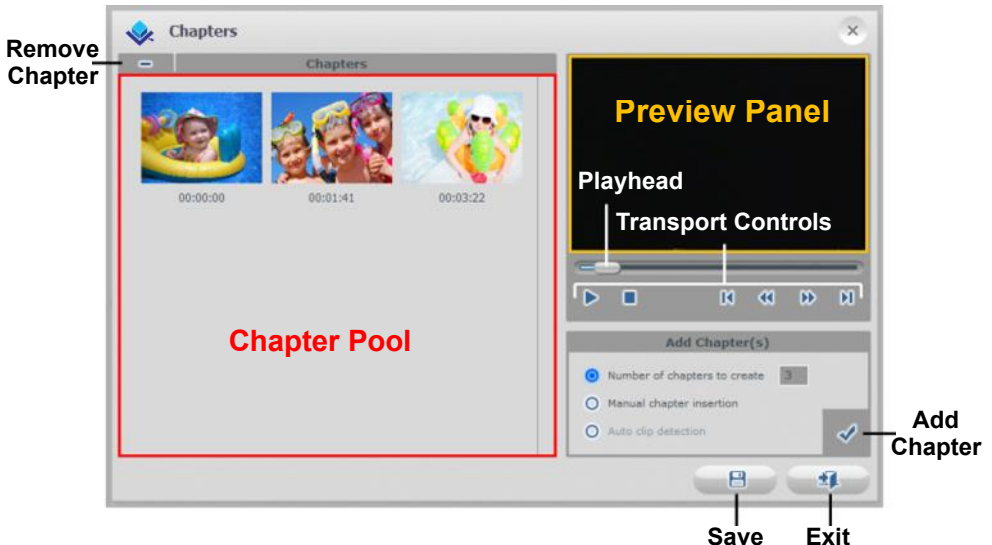 Chapters
Remove
Chapter
Chapters
Preview Panel
00:00:00
00:01:41
00:03:22
Playhead
Transport Controls
Chapter Pool
Add Chapter(s)
Number of chapters to create 3
Manual chapter insertion
Auto clip detection
Add
Chapter
Save
Exit